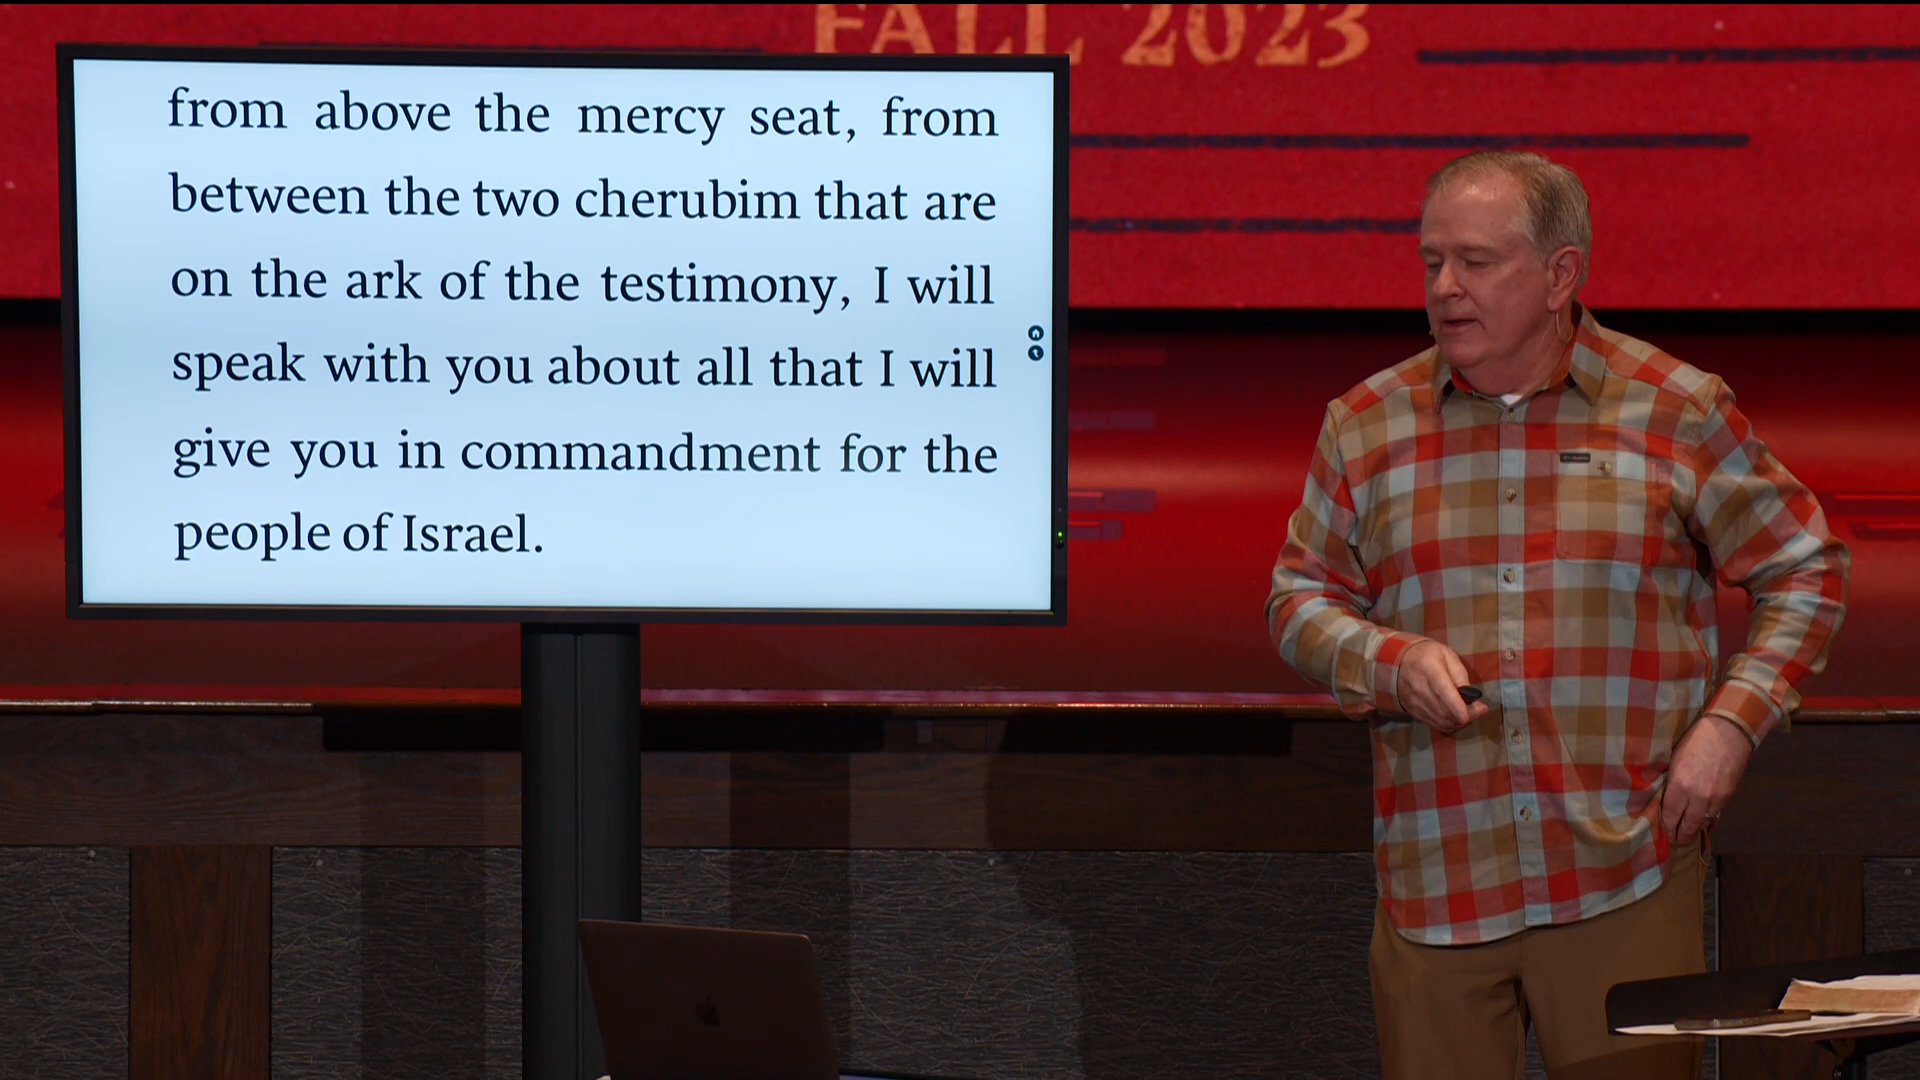 FALL 2023
from above the mercy seat, from
between the two cherubim that are
on the ark of the testimony, I will
speak with you about all that I will
give you in commandment for the
people of Israel.